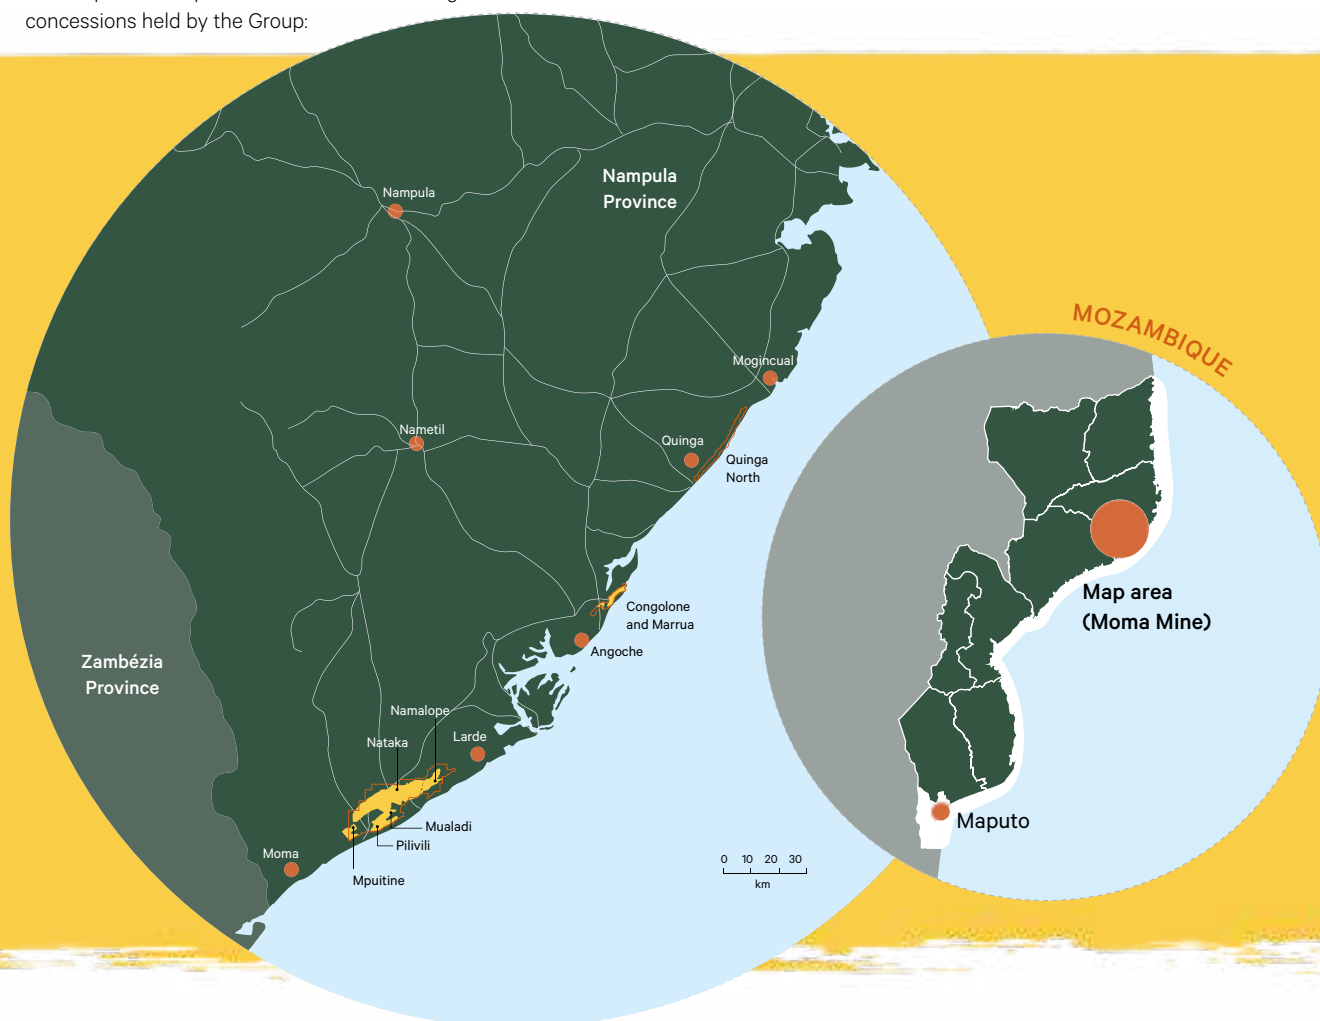 concessions held by the Group:
Nampula
Province
Nampula
MOZAMBIQUE
Mogincual
Nametil
Quinga
Quinga
North
Map area
(Moma Mine)
Congolone
and Marrua
Angoche
Zambézia
Province
Namalope
Nataka
Larde
Mualadi
Pilivili
Maputo
Moma
Mpuitine
0 10 20 30
km